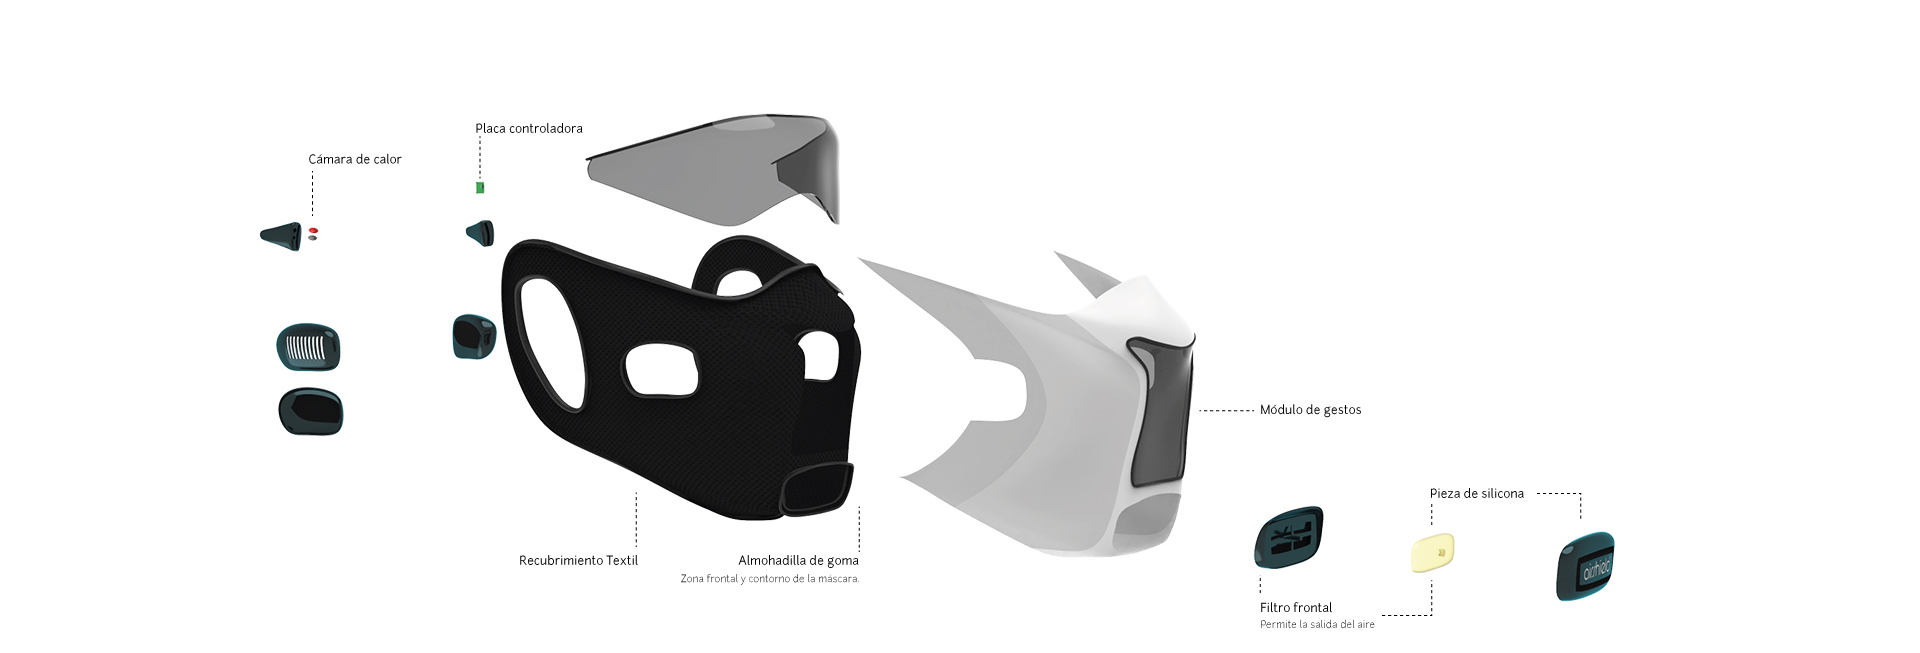 Placa controladora
Cámara de calor
Módulo de gestos
Pieza de silicona
Recubrimiento Textil
Almohadilla de goma
Zona frontal y contorno de la máscara.
airshield
Filtro frontal
Permite la salida del aire